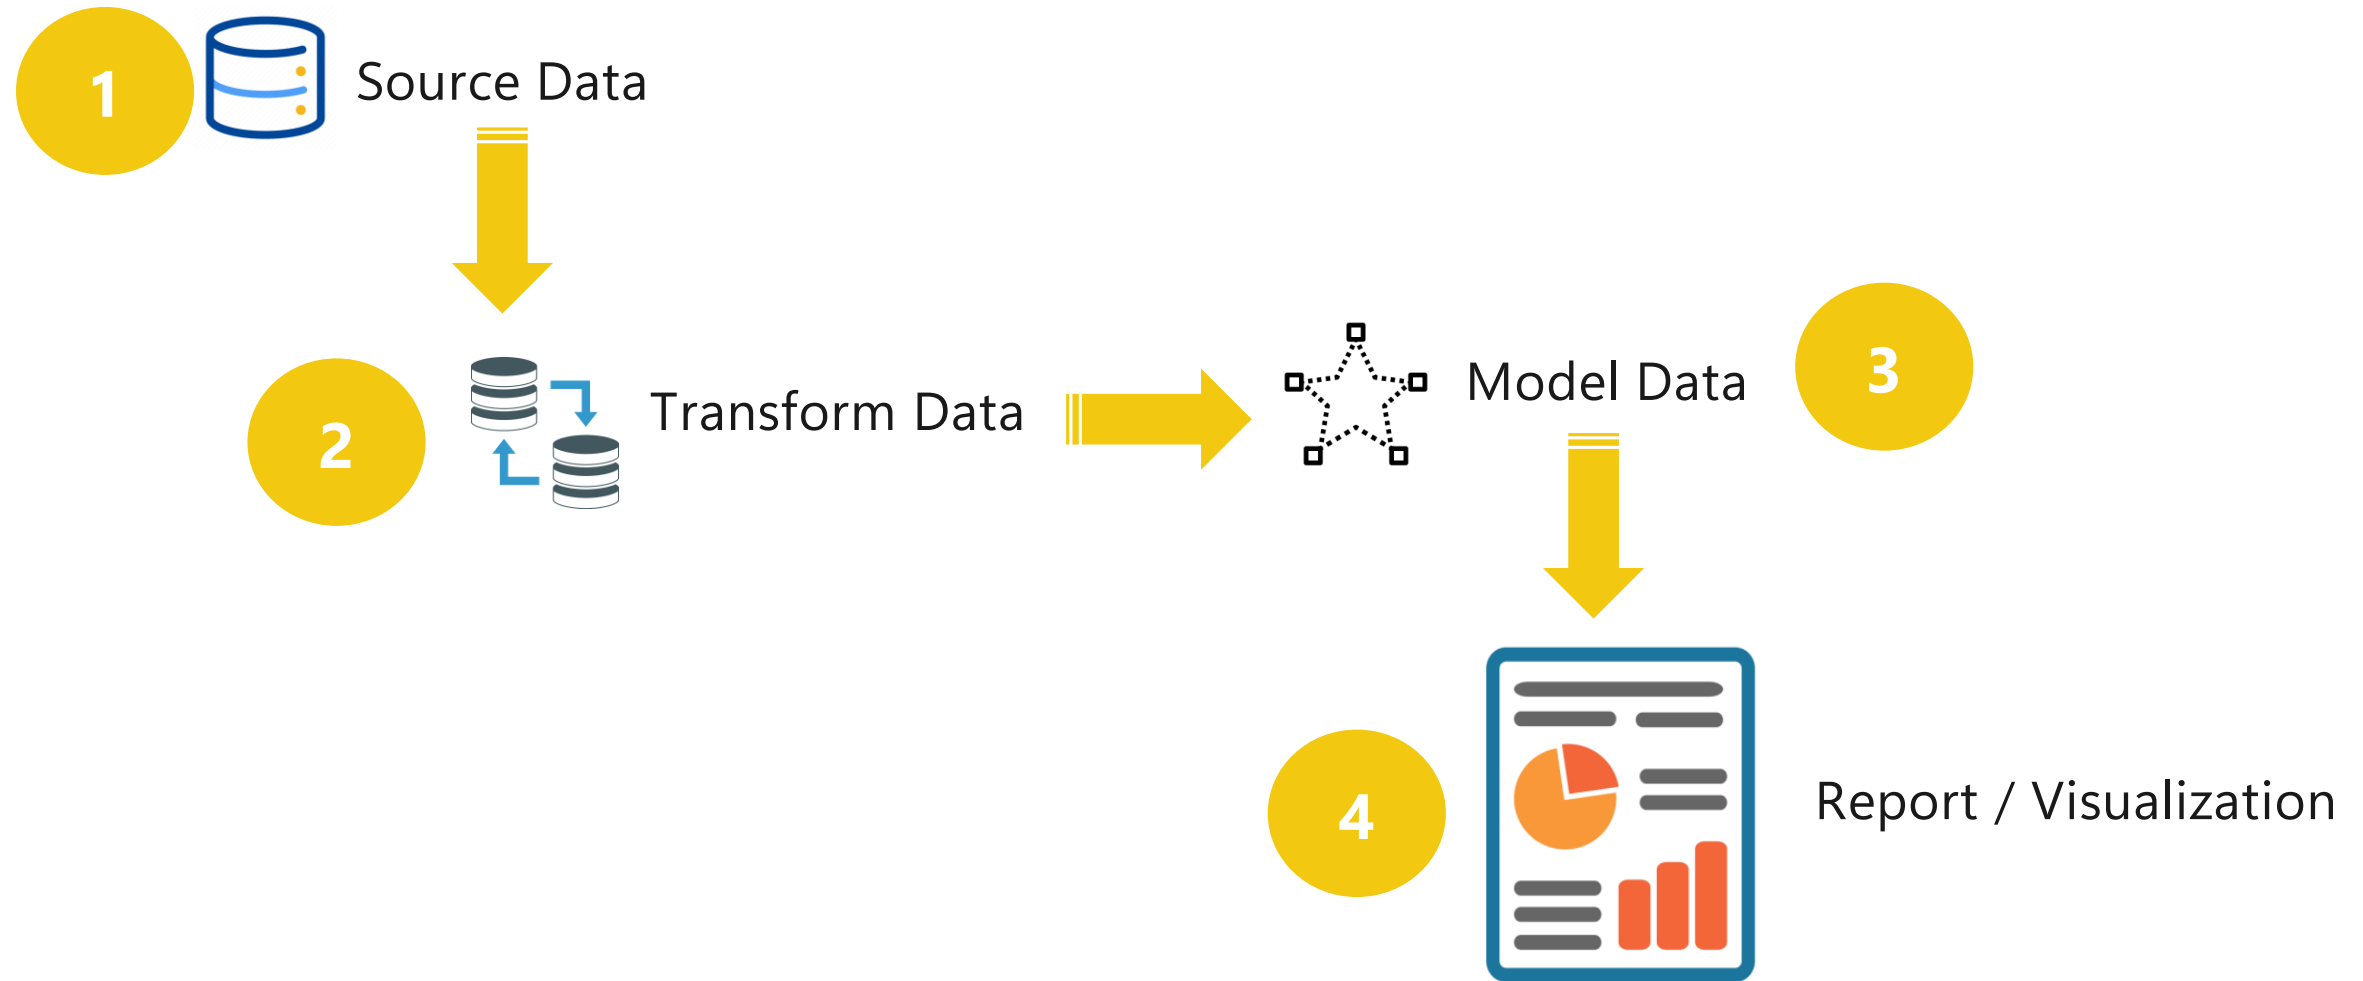 1
Source Data
2
Transform Data
Model Data
3
4
Report / Visualization